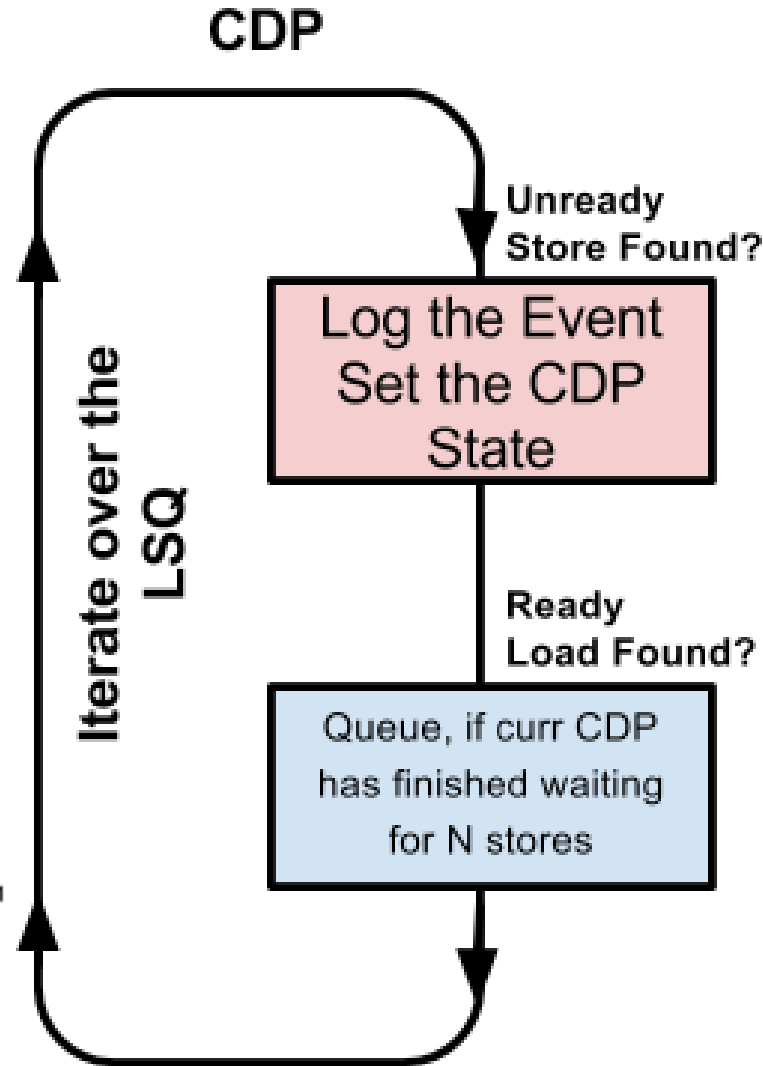 CDP
Unready
Store Found?
Log the Event
Set the CDP
State
Iterate over the
LSQ
Ready
Load Found?
Queue, if curr CDP
has finished waiting
for N stores